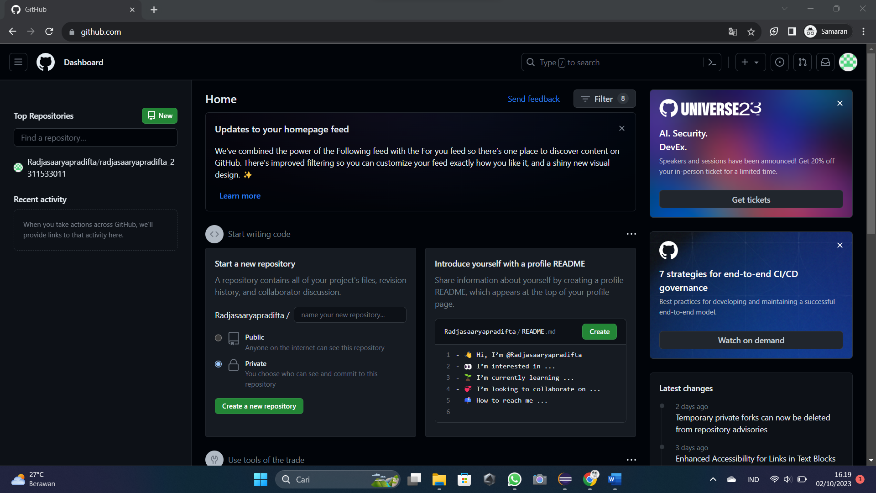 GitHub
github.com
Samaran
Dashboard
Type / to search
Top Repositories
New
Find a repository...
Radjasaaryapradifta/radjasaaryapradifta_2
311533011
Recent activity
When you take actions across GitHub, we'll
provide links to that activity here.
Home
Send feedback
Filter 8
Updates to your homepage feed
We've combined the power of the Following feed with the For you feed so there's one place to discover content on
GitHub. There's improved filtering so you can customize your feed exactly how you like it, and a shiny new visual
design. ✨
Learn more
Start writing code
Start a new repository
A repository contains all of your project's files, revision
history, and collaborator discussion.
Radjasaaryapradifta /
name your new repository...
Public
Anyone on the internet can see this repository
Private
You choose who can see and commit to this
repository
Create a new repository
Introduce yourself with a profile README
Share information about yourself by creating a profile
README, which appears at the top of your profile
page.
Radjasaaryapradifta / README.md
Create
1 - 👋 Hi, I'm @Radjasaaryapradifta
2 - 👀 I'm interested in ...
3 - 🌱 I'm currently learning ...
4 - 💞️ I'm looking to collaborate on ...
5 📫 How to reach me ...
6
Use tools of the trade
UNIVERSE23
AI. Security.
DevEx.
Speakers and sessions have been announced! Get 20% off
your in-person ticket for a limited time.
Get tickets
7 strategies for end-to-end CI/CD
governance
Best practices for developing and maintaining a successful
end-to-end model.
Watch on demand
Latest changes
2 days ago
Temporary private forks can now be deleted
from repository advisories
3 days ago
Enhanced Accessibility for Links in Text Blocks
27°C
Berawan
Cari
IND
16.19
02/10/2023